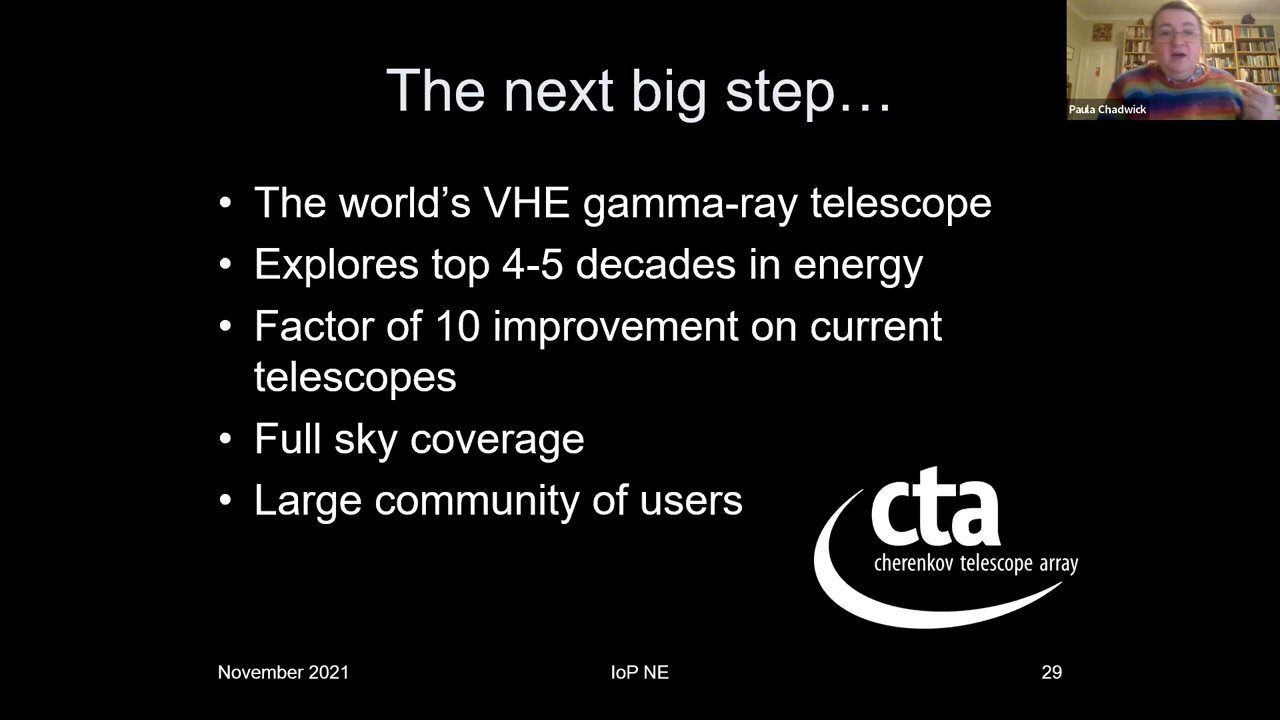 The next big step…
Paula Chadwick
• The world’s VHE gamma-ray telescope
• Explores top 4-5 decades in energy
• Factor of 10 improvement on current
telescopes
• Full sky coverage
• Large community of users
cta
cherenkov telescope array
November 2021
IoP NE
29